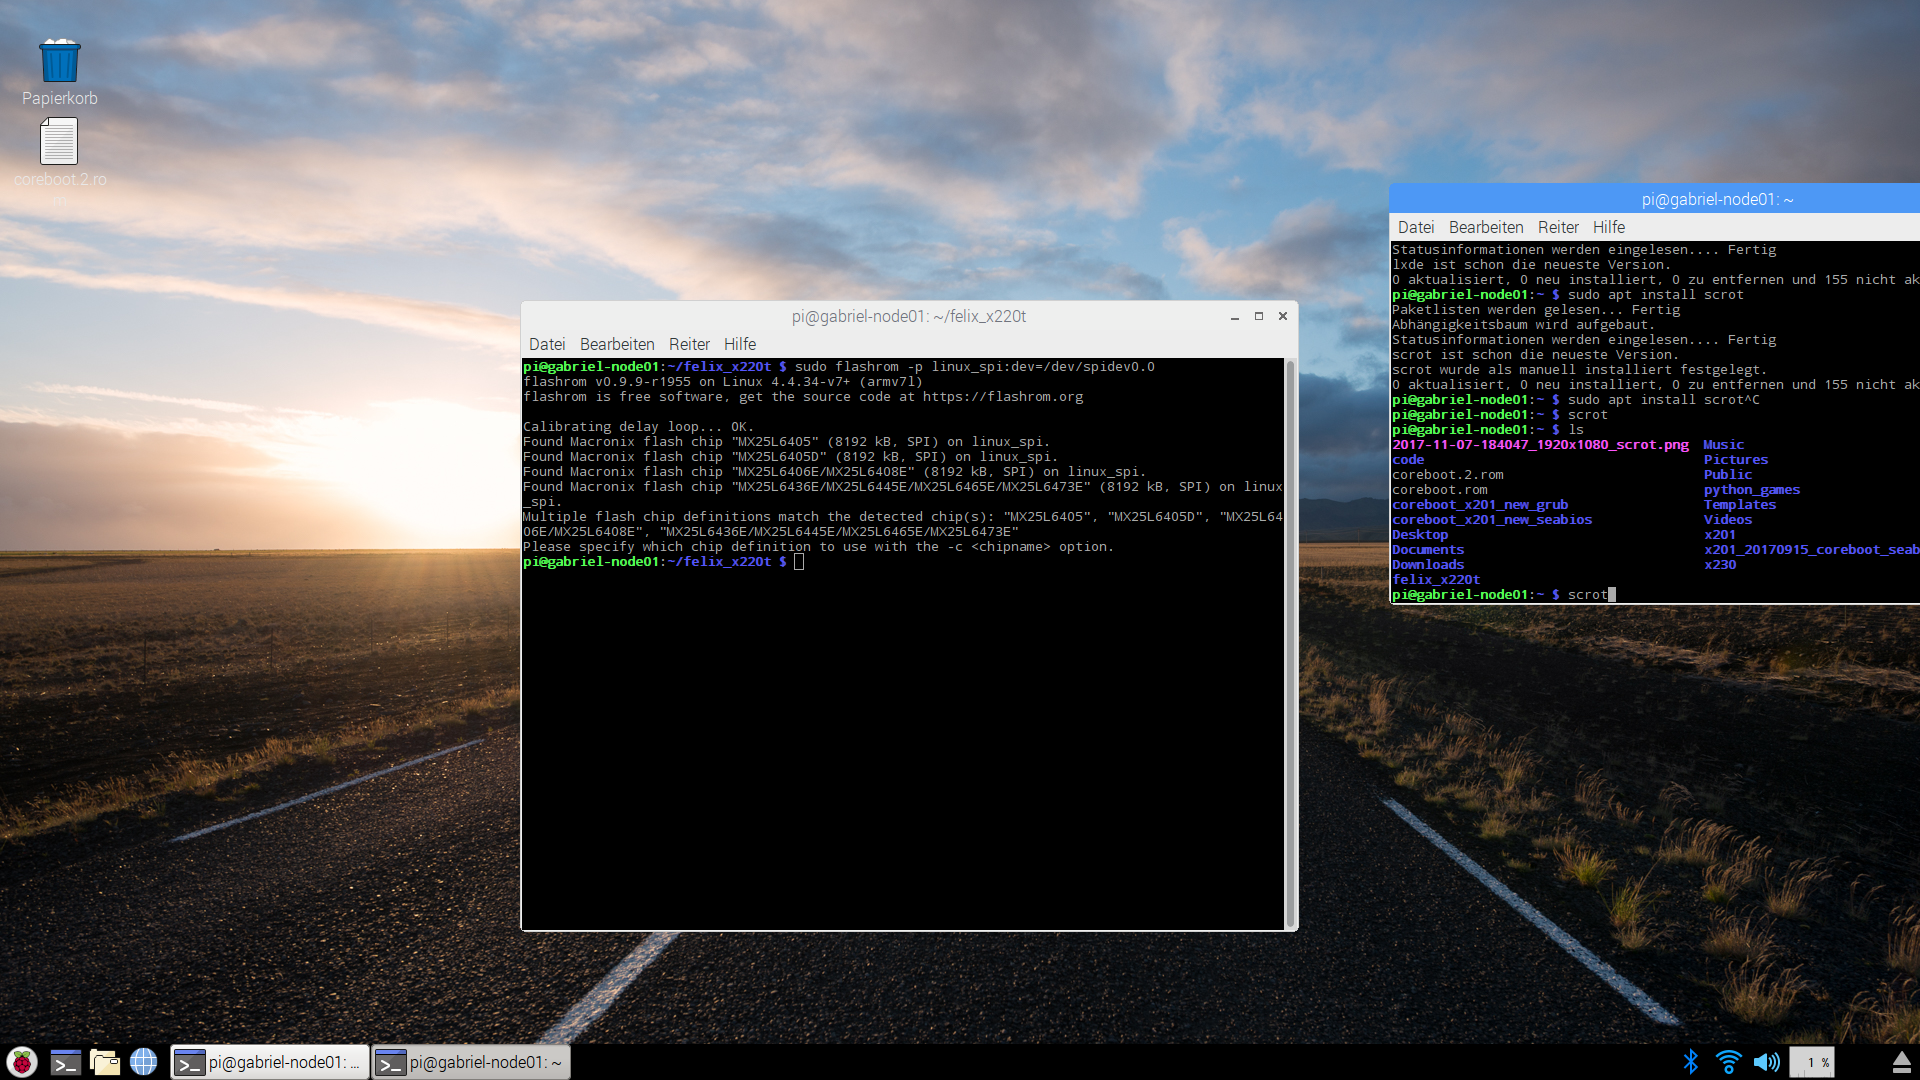 Papierkorb
coreboot.2.ro
m
pi@gabriel-node01: ~/felix_x220t
Datei Bearbeiten Reiter Hilfe
pi@gabriel-node01:~/felix_x220t $ sudo flashrom -p linux_spi:dev=/dev/spidev0.0
flashrom v0.9.9-r1955 on Linux 4.4.34-v7+ (armv7l)
flashrom is free software, get the source code at https://flashrom.org
Calibrating delay loop... OK.
Found Macronix flash chip "MX25L6405" (8192 kB, SPI) on linux_spi.
Found Macronix flash chip "MX25L6405D" (8192 kB, SPI) on linux_spi.
Found Macronix flash chip "MX25L6406E/MX25L6408E" (8192 kB, SPI) on linux_spi.
Found Macronix flash chip "MX25L6436E/MX25L6445E/MX25L6465E/MX25L6473E" (8192 kB, SPI) on linux
_spi.
Multiple flash chip definitions match the detected chip(s): "MX25L6405", "MX25L6405D", "MX25L64
06E/MX25L6408E", "MX25L6436E/MX25L6445E/MX25L6465E/MX25L6473E"
Please specify which chip definition to use with the -c <chipname> option.
pi@gabriel-node01:~/felix_x220t $
pi@gabriel-node01: ~
Datei Bearbeiten Reiter Hilfe
Statusinformationen werden eingelesen.... Fertig
lxde ist schon die neueste Version.
0 aktualisiert, 0 neu installiert, 0 zu entfernen und 155 nicht ak
pi@gabriel-node01:~ $ sudo apt install scrot
Paketlisten werden gelesen... Fertig
Abhängigkeitsbaum wird aufgebaut.
Statusinformationen werden eingelesen.... Fertig
scrot ist schon die neueste Version.
scrot wurde als manuell installiert festgelegt.
0 aktualisiert, 0 neu installiert, 0 zu entfernen und 155 nicht ak
pi@gabriel-node01:~ $ sudo apt install scrot^C
pi@gabriel-node01:~ $ scrot
pi@gabriel-node01:~ $ ls
2017-11-07-184047_1920x1080_scrot.png Music
code Pictures
coreboot.2.rom Public
coreboot.rom python_games
coreboot_x201_new_grub Templates
coreboot_x201_new_seabios Videos
Desktop x201
Documents x201_20170915_coreboot_seab
Downloads x230
felix_x220t
pi@gabriel-node01:~ $ scrot
pi@gabriel-node01: ...
pi@gabriel-node01: ~
1 %